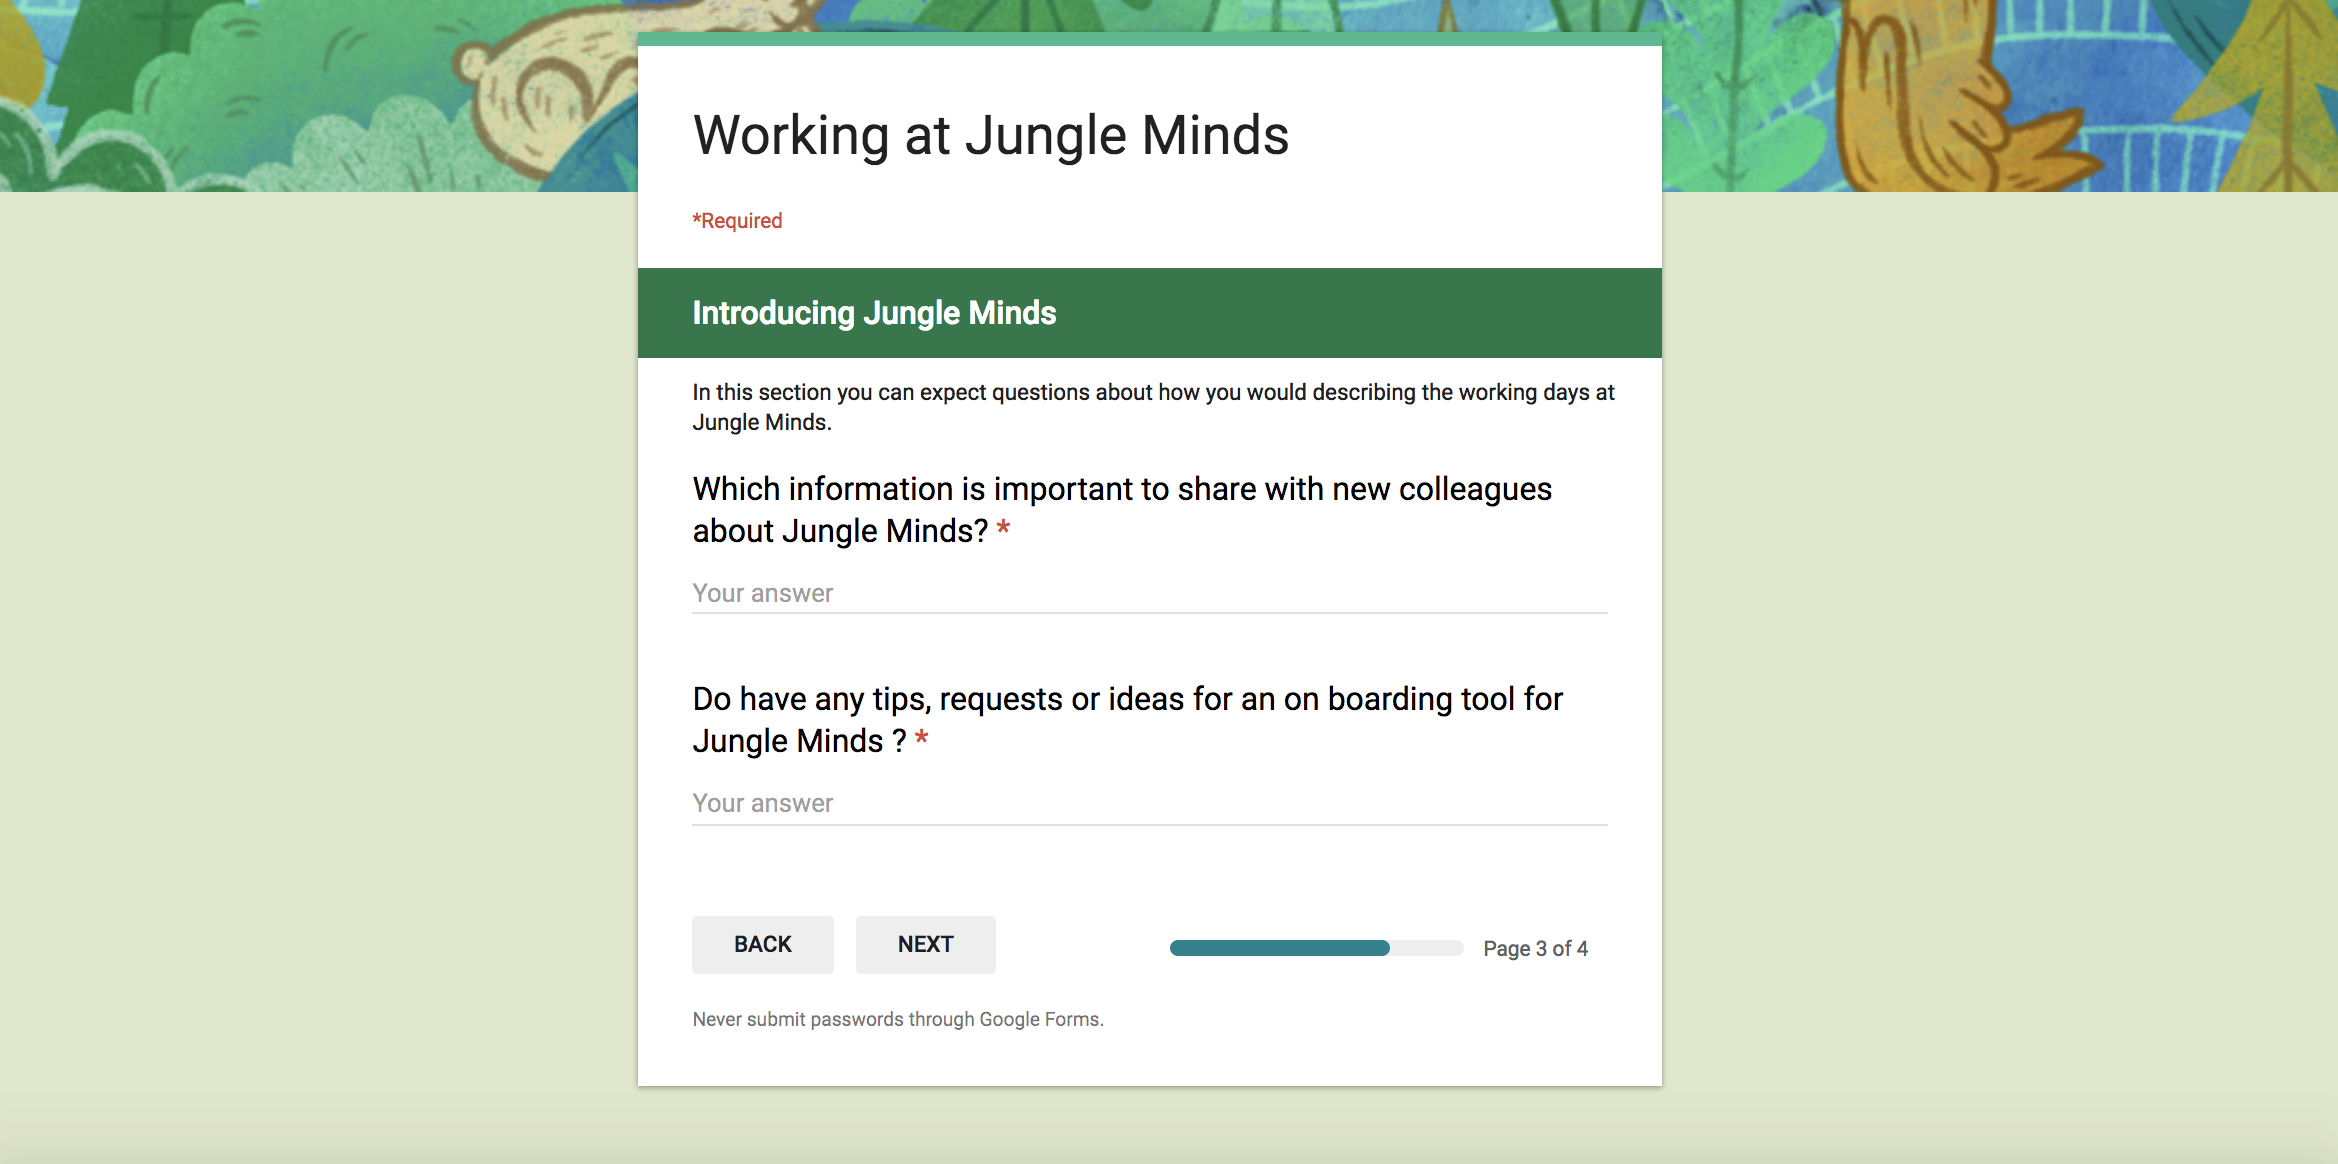 Working at Jungle Minds
*Required
Introducing Jungle Minds
In this section you can expect questions about how you would describing the working days at
Jungle Minds.
Which information is important to share with new colleagues
about Jungle Minds? *
Your answer
Do have any tips, requests or ideas for an on boarding tool for
Jungle Minds ? *
Your answer
BACK NEXT Page 3 of 4
Never submit passwords through Google Forms.